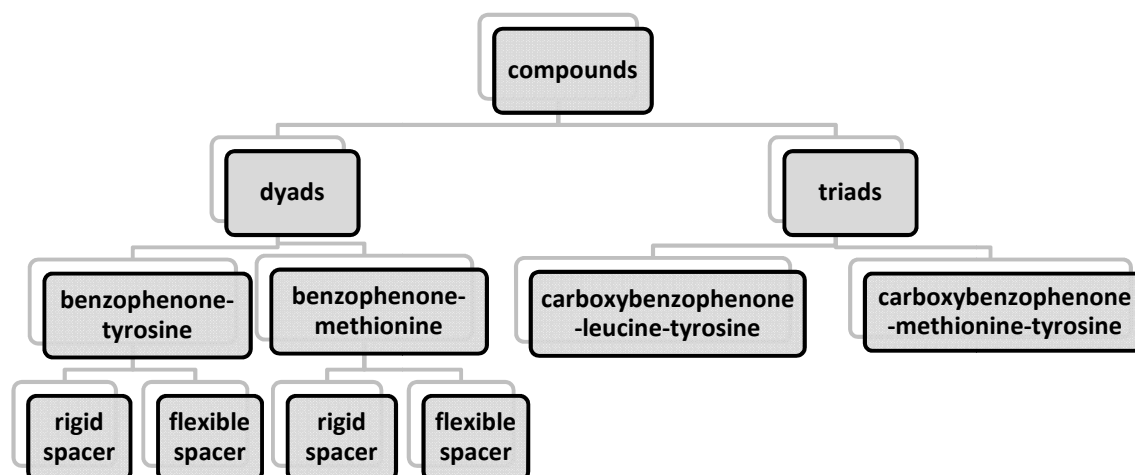 compounds
dyads
triads
benzophenone-
tyrosine
benzophenone-
methionine
carboxybenzophenone
-leucine-tyrosine
carboxybenzophenone
-methionine-tyrosine
rigid
spacer
flexible
spacer
rigid
spacer
flexible
spacer